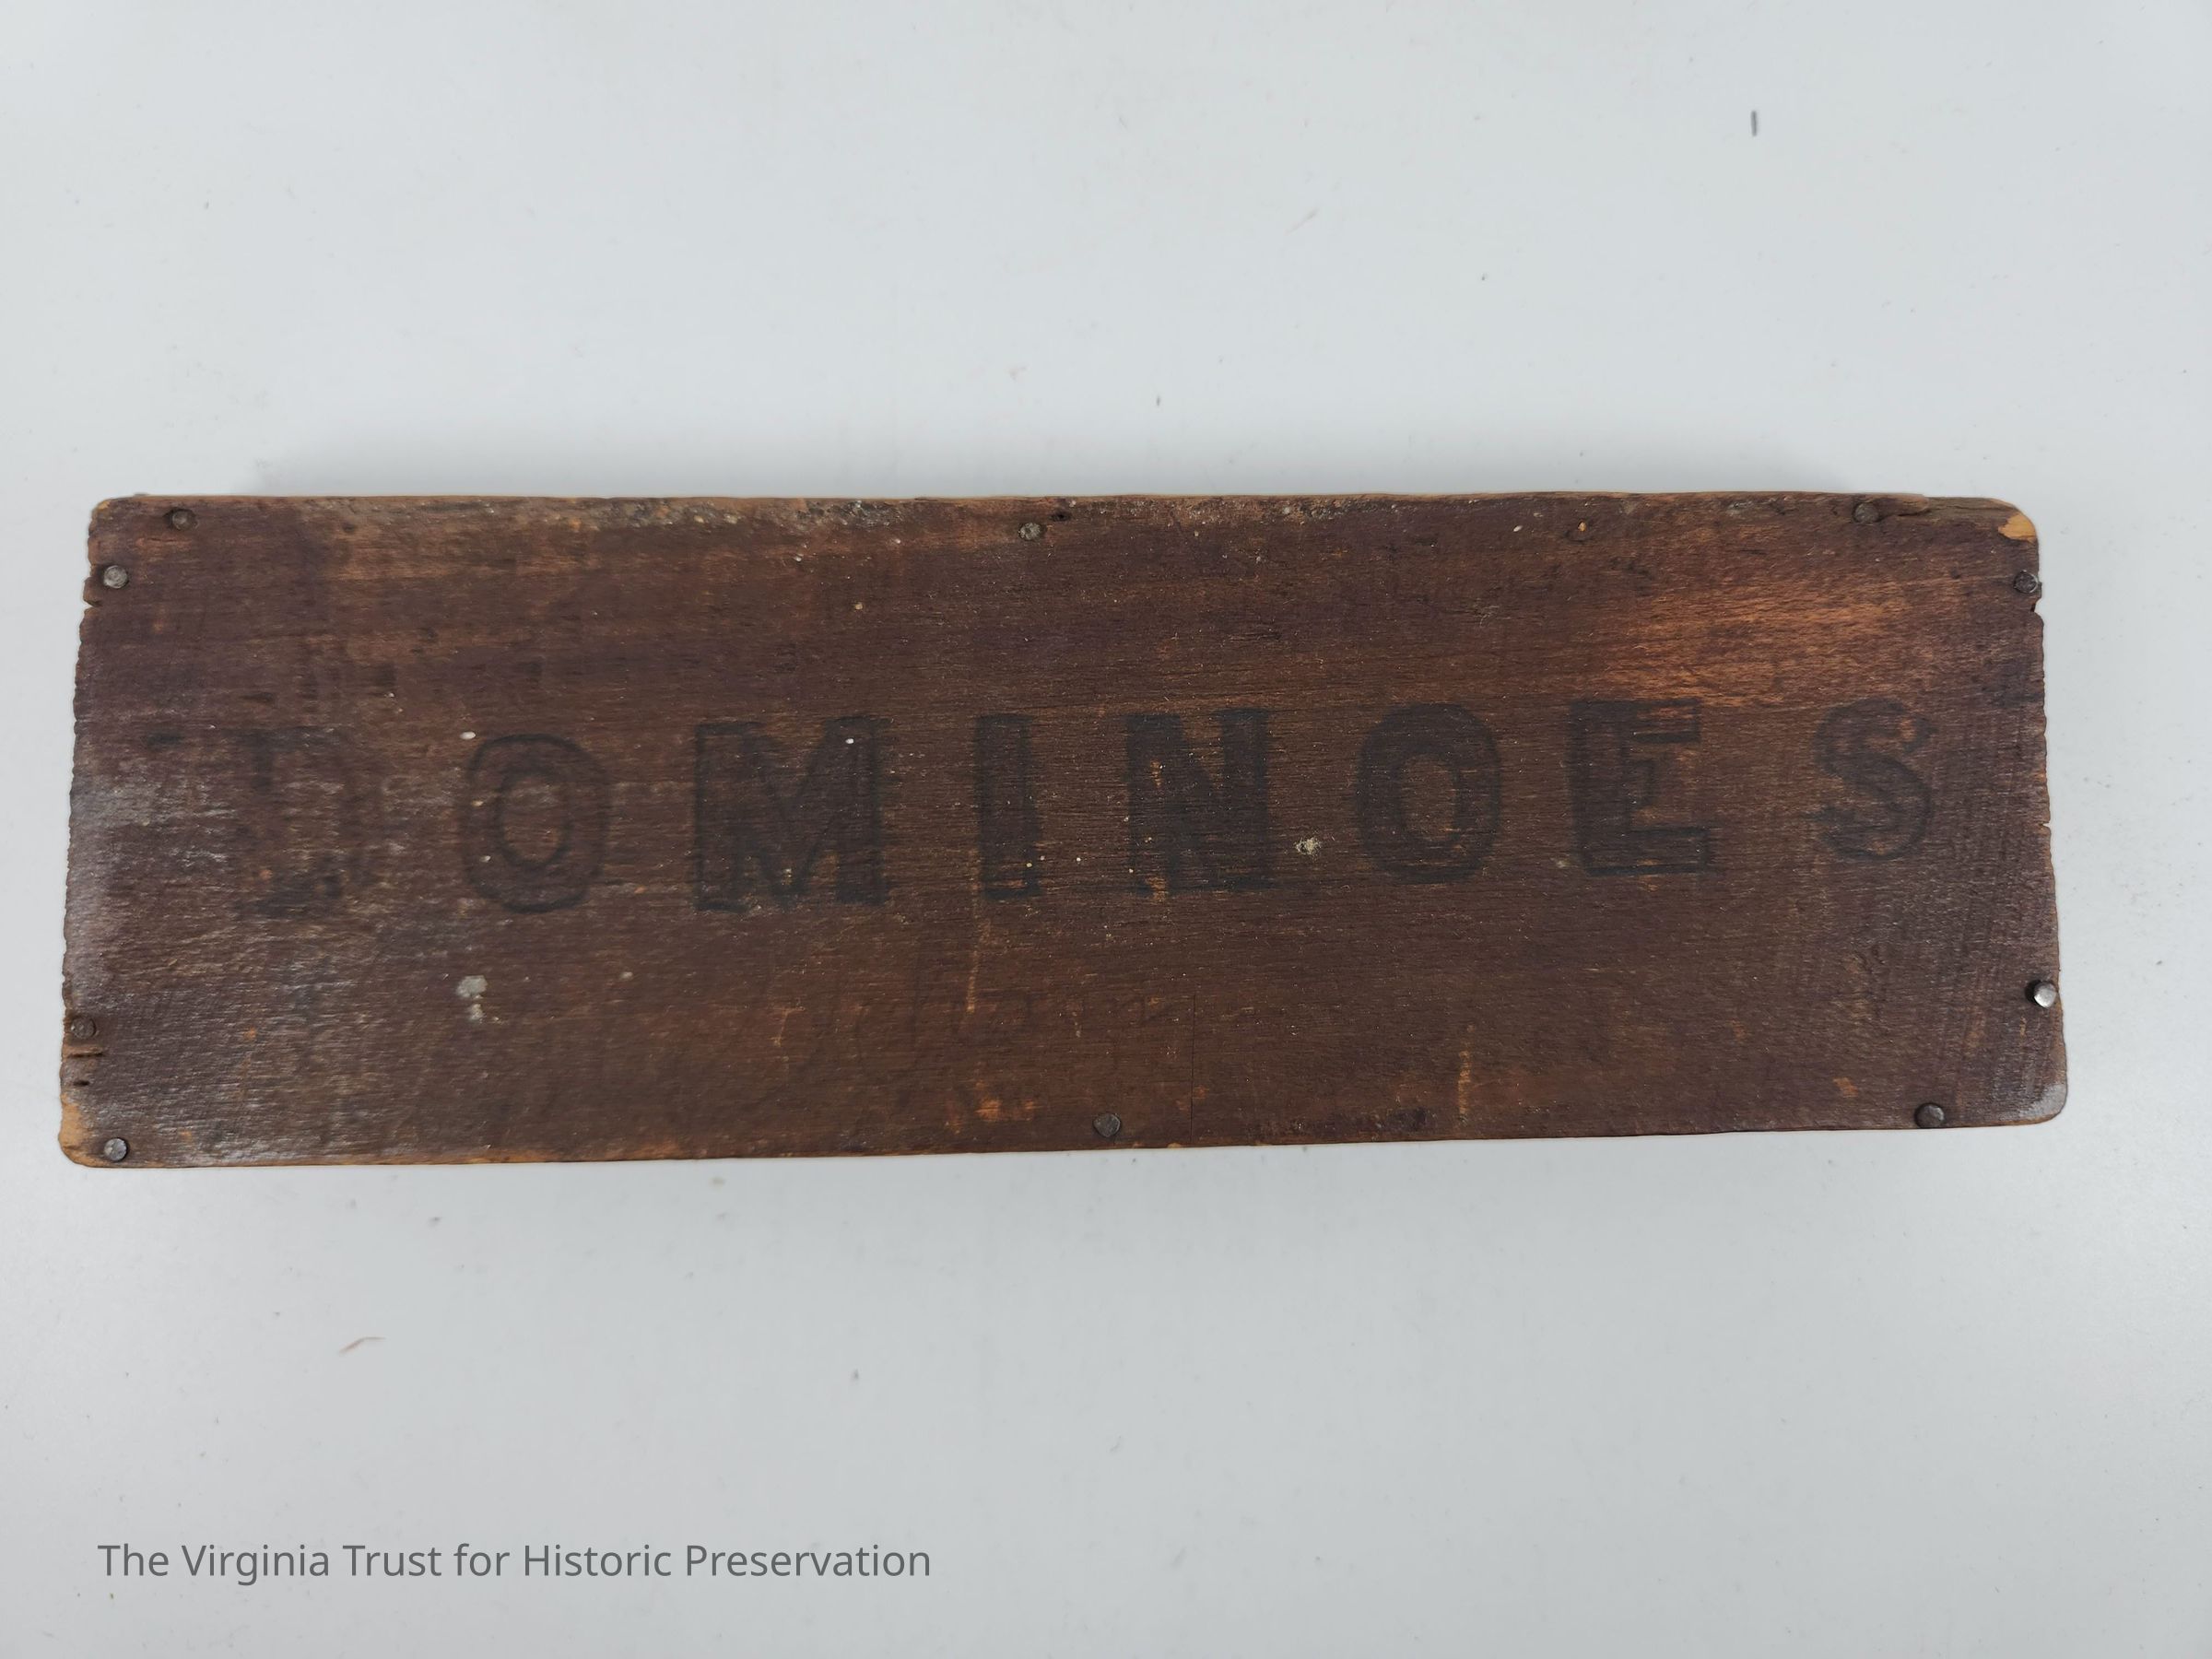 DOMINOES
The Virginia Trust for Historic Preservation